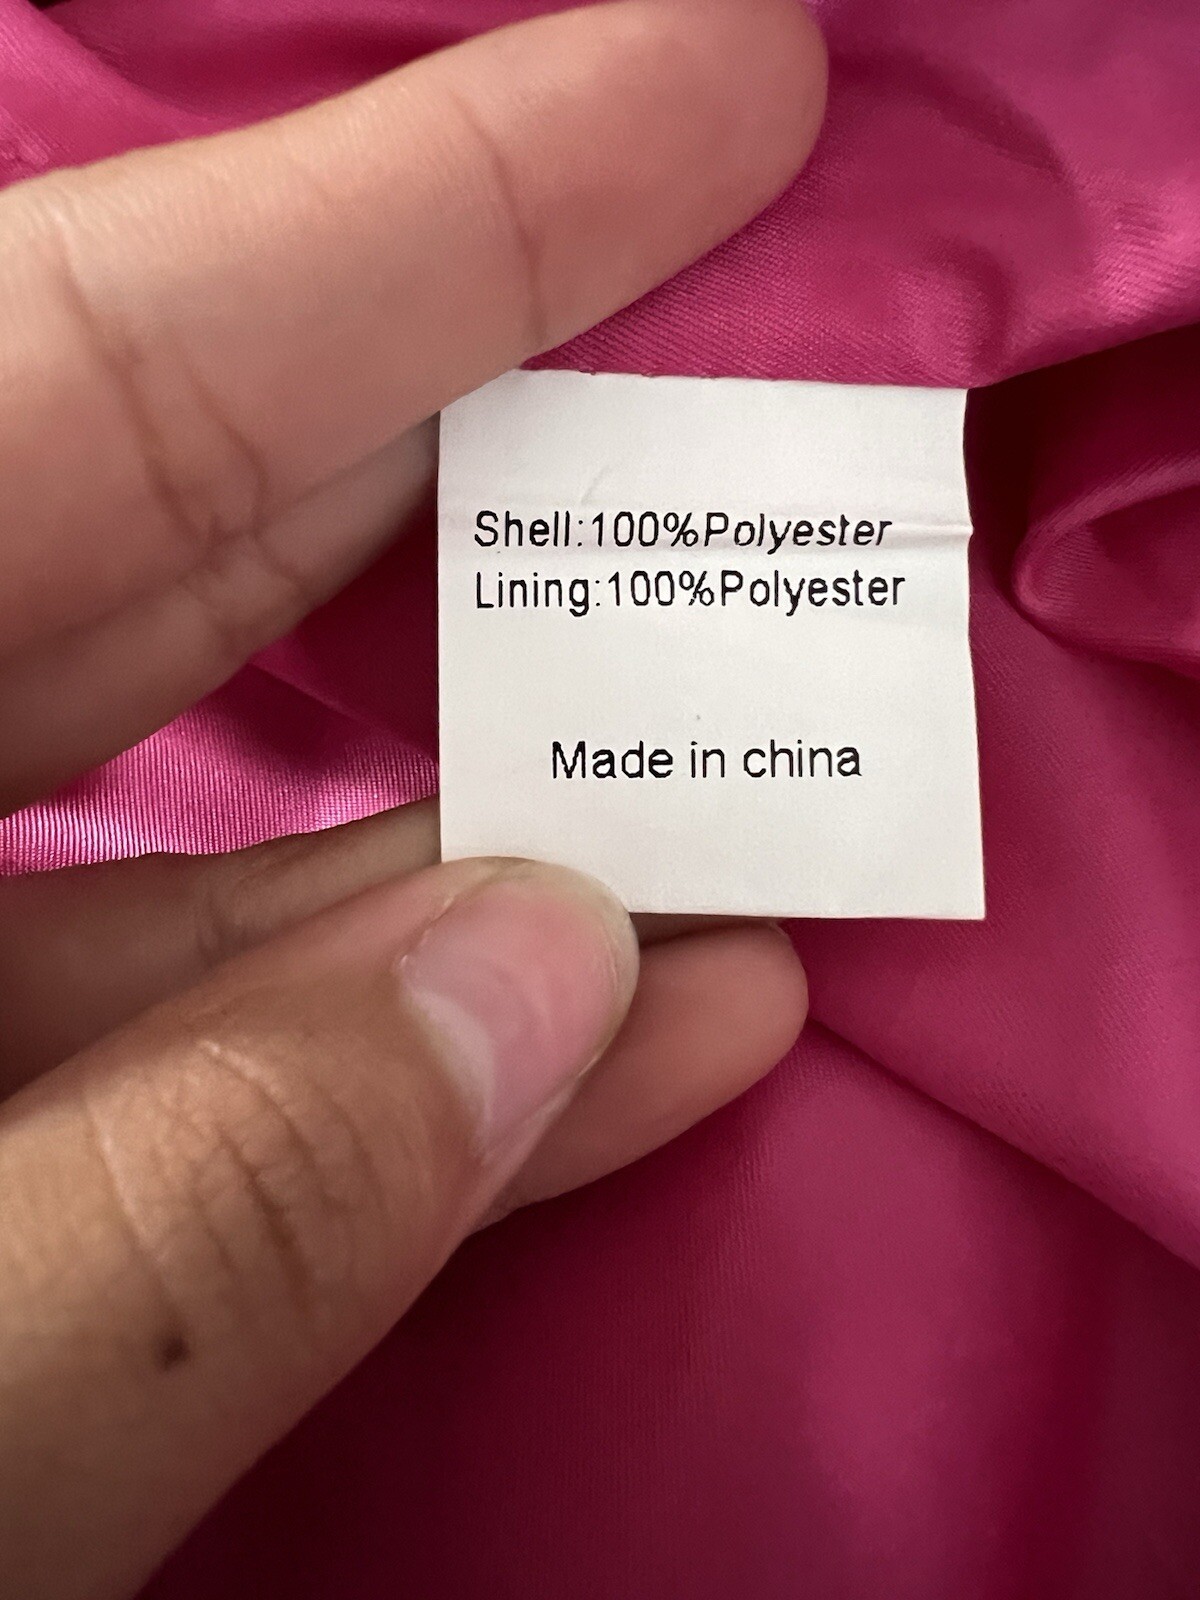 Shell:100%Polyester
Lining:100%Polyester
Made in china